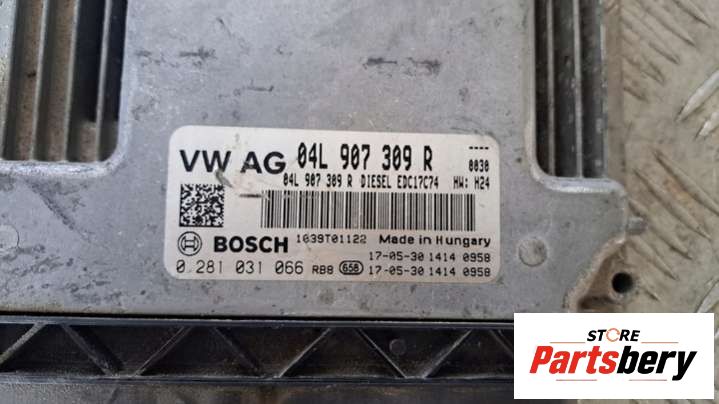 VW AG 04L 907 309 R ----
0030
04L 907 309 R DIESEL EDC17C74 HW: H24
BOSCH 1039T01122 Made in Hungary
17-05-30 1414 0958
0 281 031 066 RB8 658 17-05-30 1414 0958
STORE
Partsbery